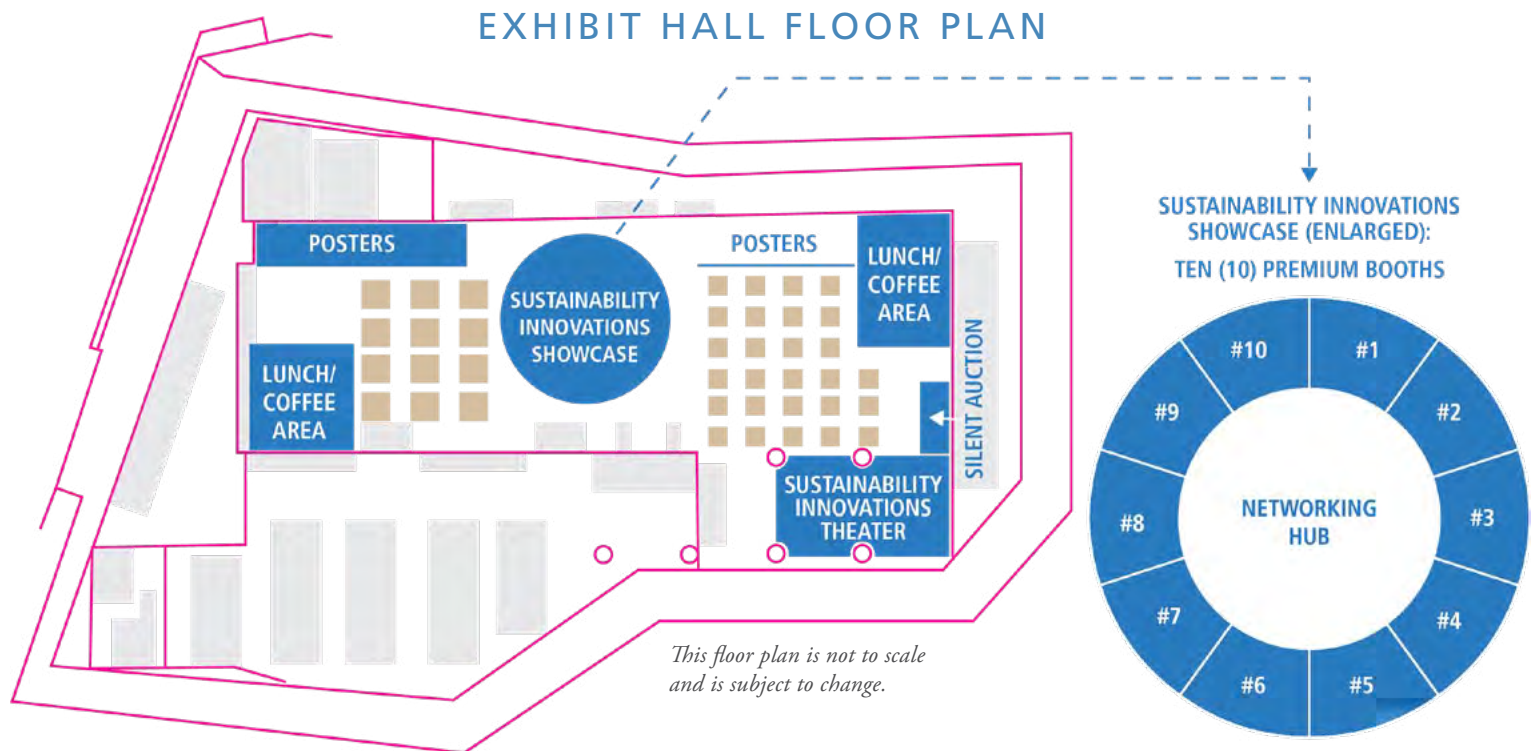 EXHIBIT HALL FLOOR PLAN
POSTERS
SUSTAINABILITY
INNOVATIONS
SHOWCASE
POSTERS
LUNCH/
COFFEE
AREA
LUNCH/
COFFEE
AREA
SILENT AUCTION
SUSTAINABILITY
INNOVATIONS
THEATER
This floor plan is not to scale
and is subject to change.
SUSTAINABILITY INNOVATIONS
SHOWCASE (ENLARGED):
TEN (10) PREMIUM BOOTHS
#10
#1
#9
#2
#8
NETWORKING
HUB
#3
#7
#4
#6
#5